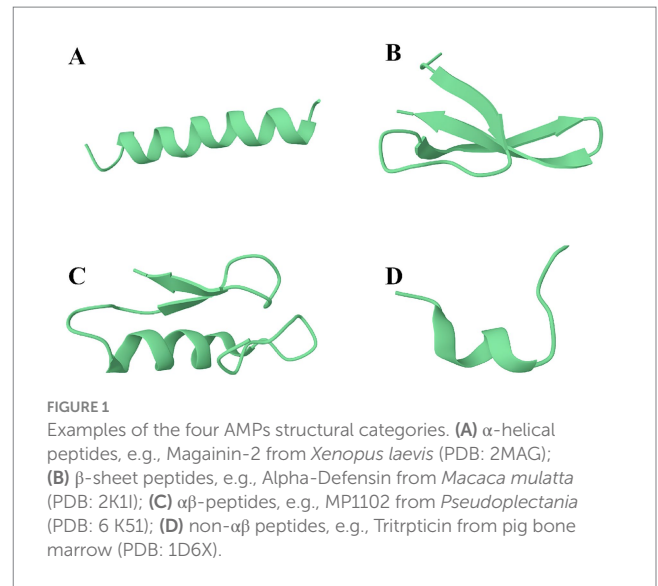 A
B
C
D
FIGURE 1
Examples of the four AMPs structural categories. (A) α-helical
peptides, e.g., Magainin-2 from Xenopus laevis (PDB: 2MAG);
(B) β-sheet peptides, e.g., Alpha-Defensin from Macaca mulatta
(PDB: 2K1I); (C) αβ-peptides, e.g., MP1102 from Pseudoplectania
(PDB: 6 K51); (D) non-αβ peptides, e.g., Tritrpticin from pig bone
marrow (PDB: 1D6X).